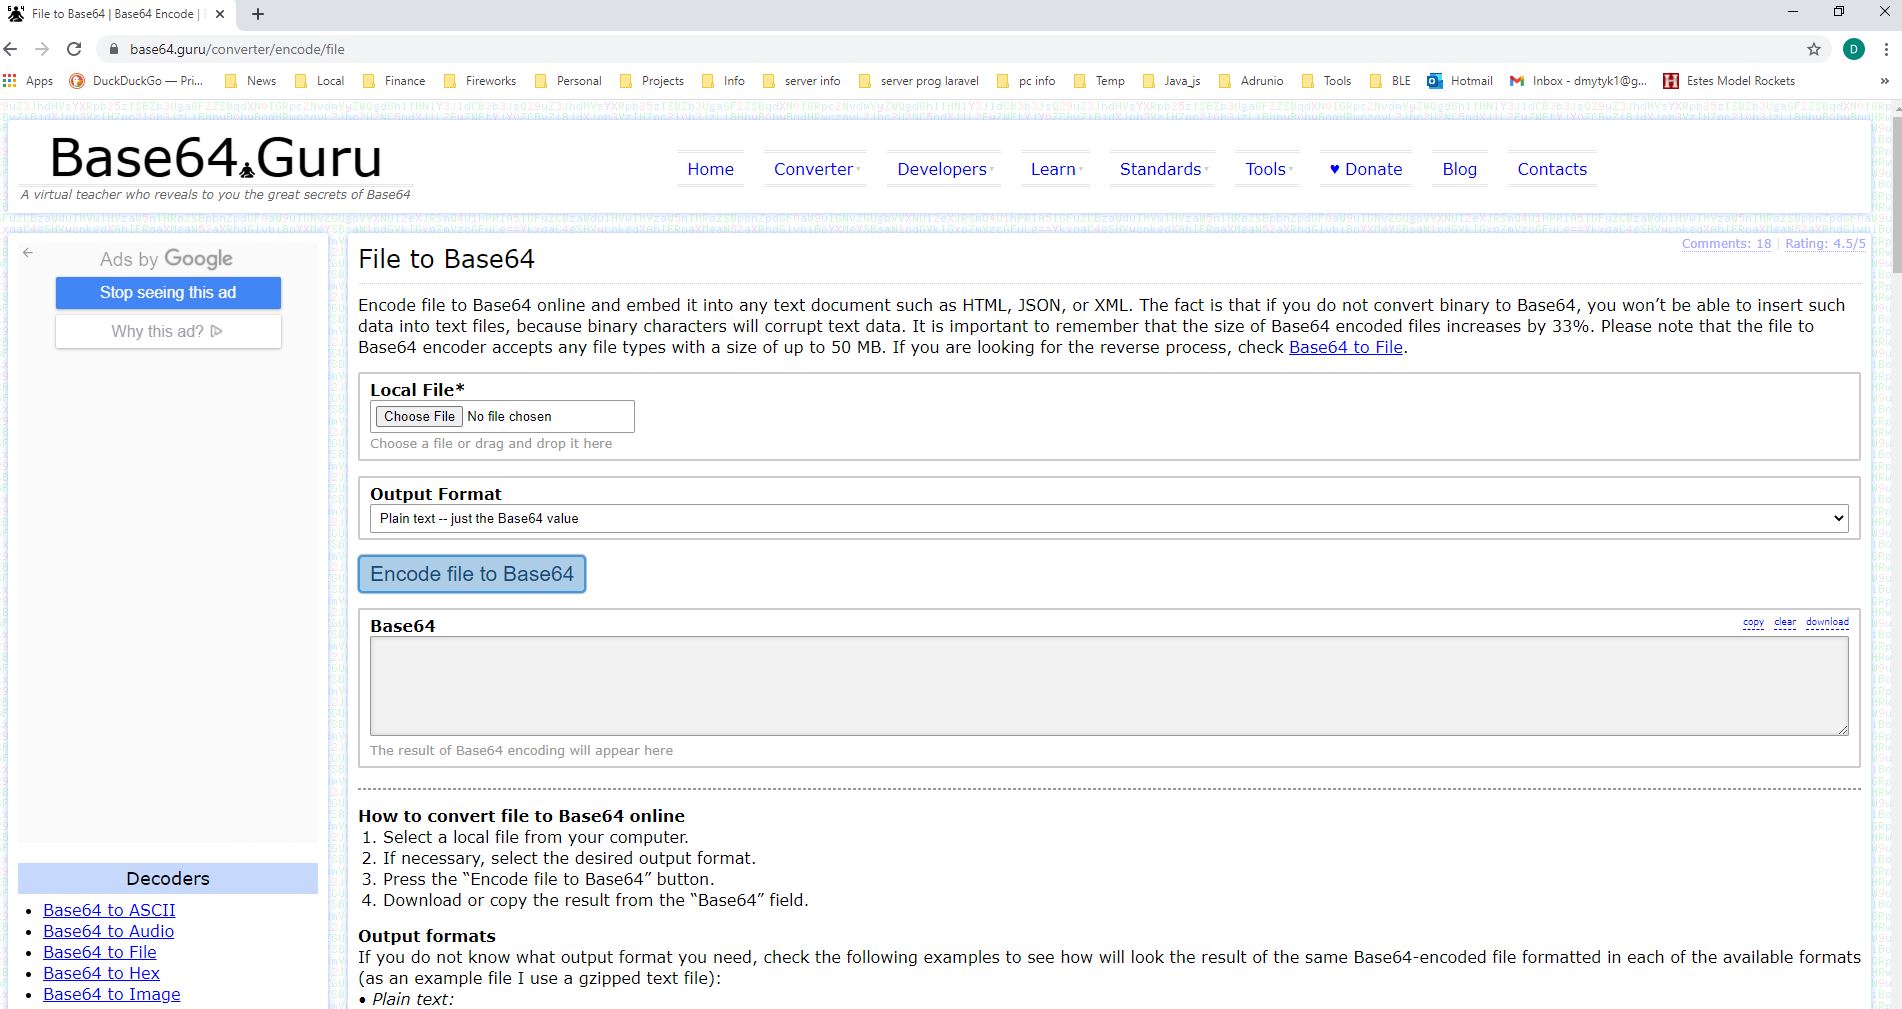 File to Base64 | Base64 Encode |
base64.guru/converter/encode/file
D
Apps DuckDuckGo — Pri... News Local Finance Fireworks Personal Projects Info server info server prog laravel pc info Temp Java_js Adrunio Tools BLE Hotmail Inbox - dmytyk1@g... Estes Model Rockets »
Base64 Guru
A virtual teacher who reveals to you the great secrets of Base64
Home Converter Developers Learn Standards Tools ♥ Donate Blog Contacts
Ads by Google
Stop seeing this ad
Why this ad?
Decoders
• Base64 to ASCII
• Base64 to Audio
• Base64 to File
• Base64 to Hex
• Base64 to Image
Comments: 18 | Rating: 4.5/5
File to Base64
Encode file to Base64 online and embed it into any text document such as HTML, JSON, or XML. The fact is that if you do not convert binary to Base64, you won’t be able to insert such
data into text files, because binary characters will corrupt text data. It is important to remember that the size of Base64 encoded files increases by 33%. Please note that the file to
Base64 encoder accepts any file types with a size of up to 50 MB. If you are looking for the reverse process, check Base64 to File.
Local File*
Choose File No file chosen
Choose a file or drag and drop it here
Output Format
Plain text -- just the Base64 value
Encode file to Base64
Base64 copy clear download
The result of Base64 encoding will appear here
How to convert file to Base64 online
1. Select a local file from your computer.
2. If necessary, select the desired output format.
3. Press the “Encode file to Base64” button.
4. Download or copy the result from the “Base64” field.
Output formats
If you do not know what output format you need, check the following examples to see how will look the result of the same Base64-encoded file formatted in each of the available formats
(as an example file I use a gzipped text file):
• Plain text: